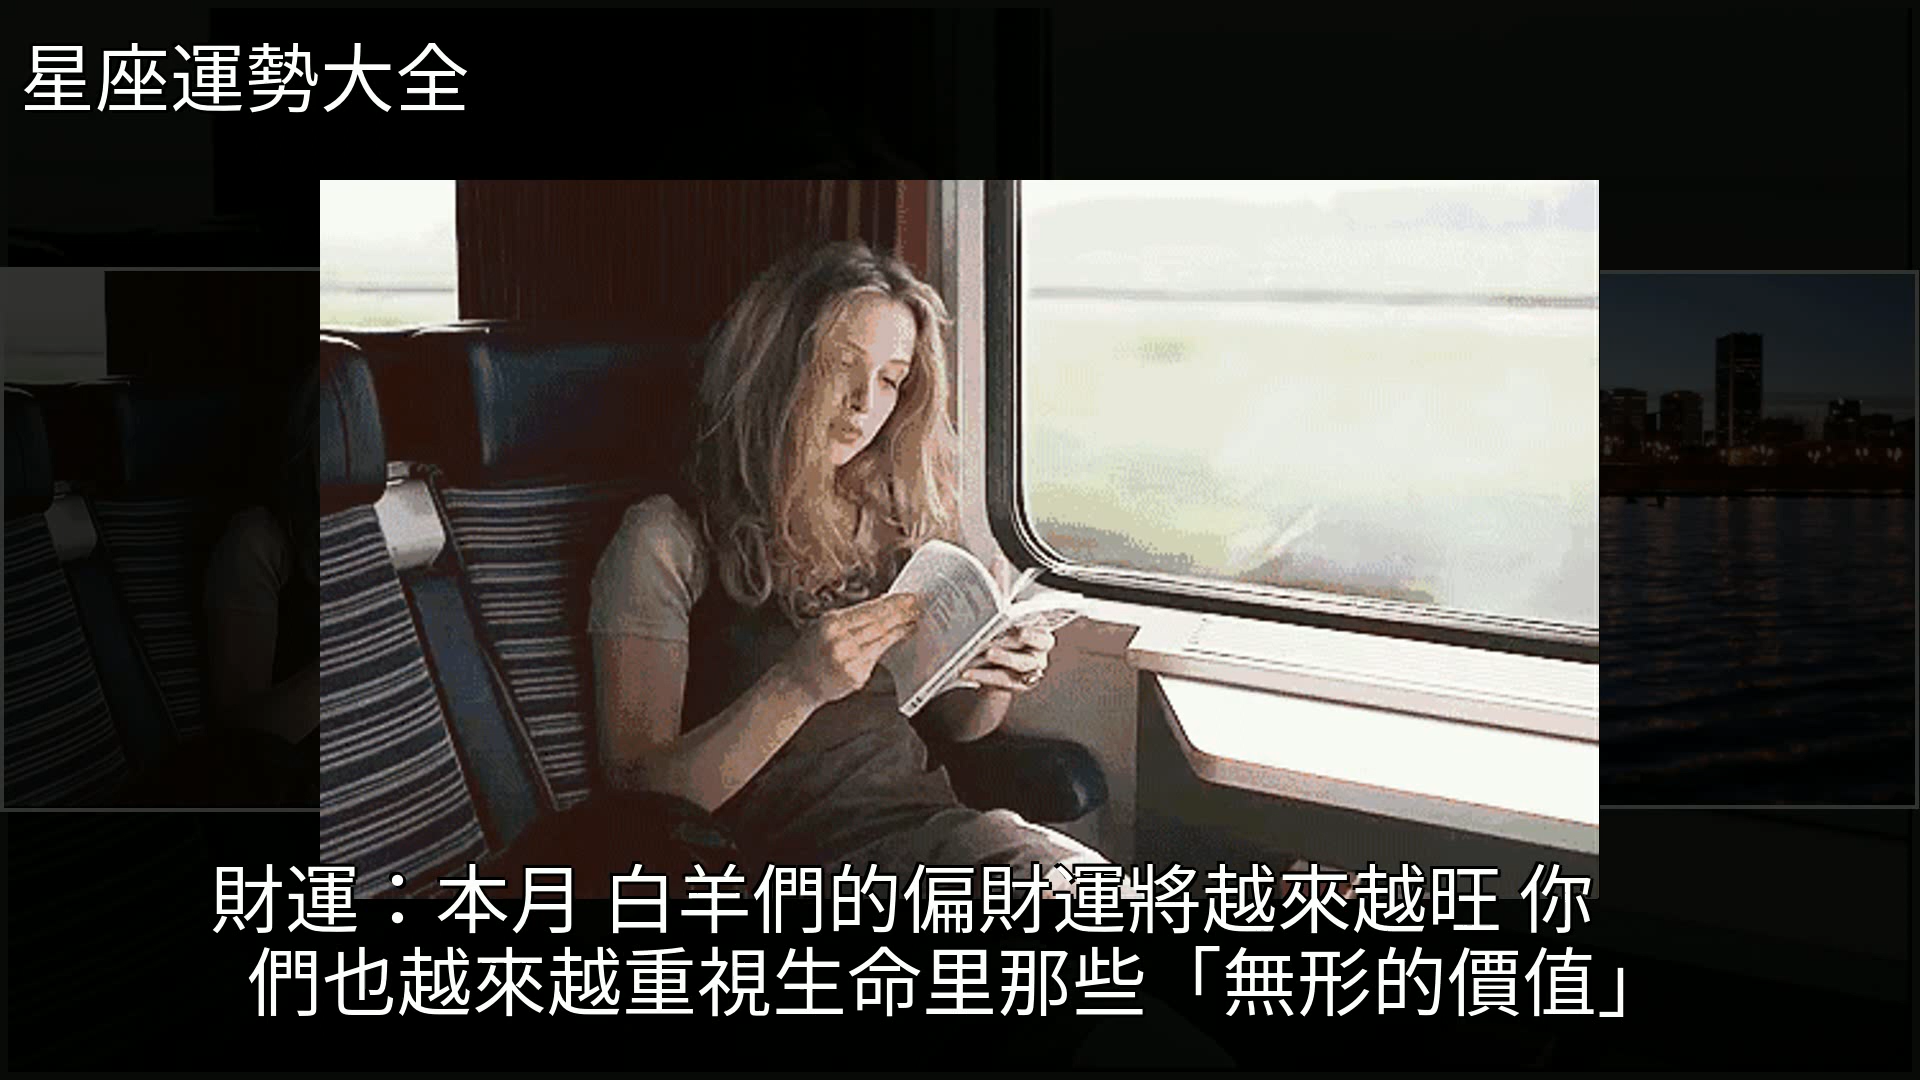 星座運勢大全
財運：本月 白羊們的偏財運將越來越旺 你
們也越來越重視生命里那些「無形的價值」